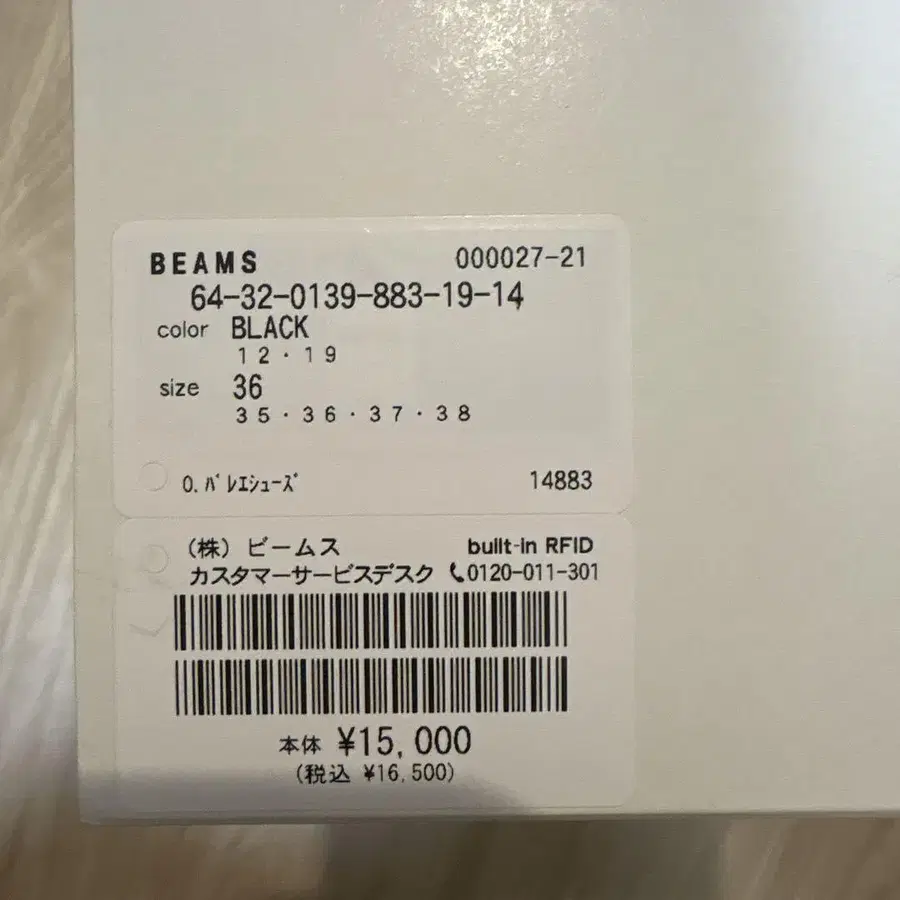 BEAMS 000027-21
64-32-0139-883-19-14
color BLACK
12・19
size 36
35・36・37・38
O.ﾊﾞﾚｴｼｭｰｽﾞ 14883
(株) ビームス built-in RFID
カスタマーサービスデスク 0120-011-301
本体 ¥15,000
(税込 ¥16,500)